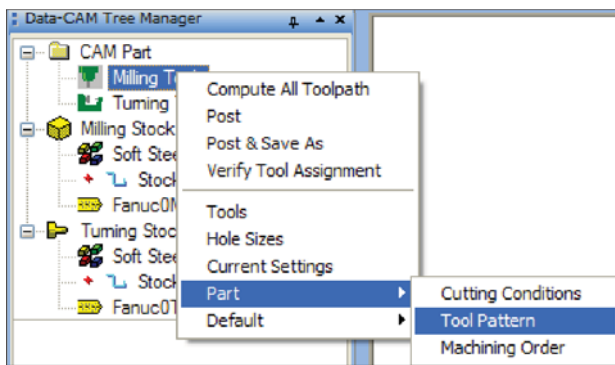 Data-CAM Tree Manager
CAM Part
Milling
Turning
Milling Stock
Soft Stee
Stock
Fanuc0M
Turning Stoc
Soft Stee
Stock
Fanuc0T
Compute All Toolpath
Post
Post & Save As
Verify Tool Assignment
Tools
Hole Sizes
Current Settings
Part
Default
Cutting Conditions
Tool Pattern
Machining Order